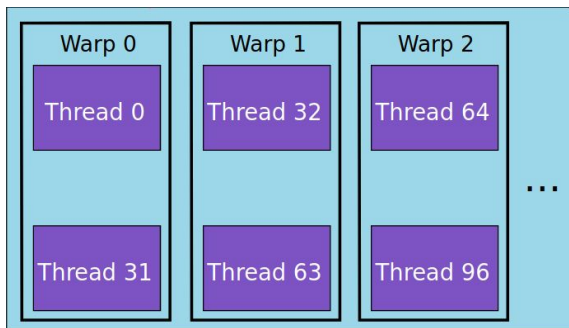 Warp 0
Thread 0
Thread 31
Warp 1
Thread 32
Thread 63
Warp 2
Thread 64
Thread 96
...